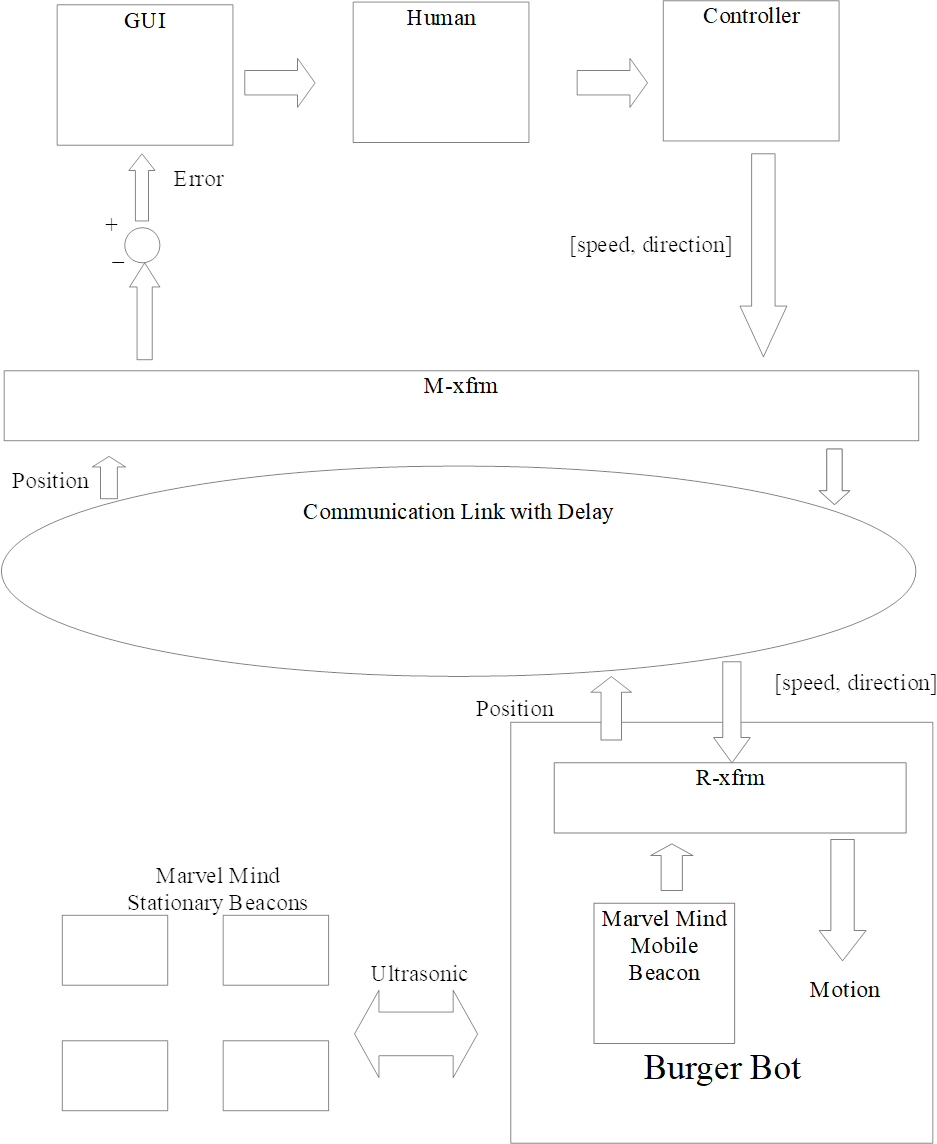 GUI
Human
Controller
Error
+
−
[speed, direction]
M-xfrm
Position
Communication Link with Delay
Position
[speed, direction]
R-xfrm
Marvel Mind
Stationary Beacons
Marvel Mind
Mobile
Beacon
Ultrasonic
Motion
Burger Bot